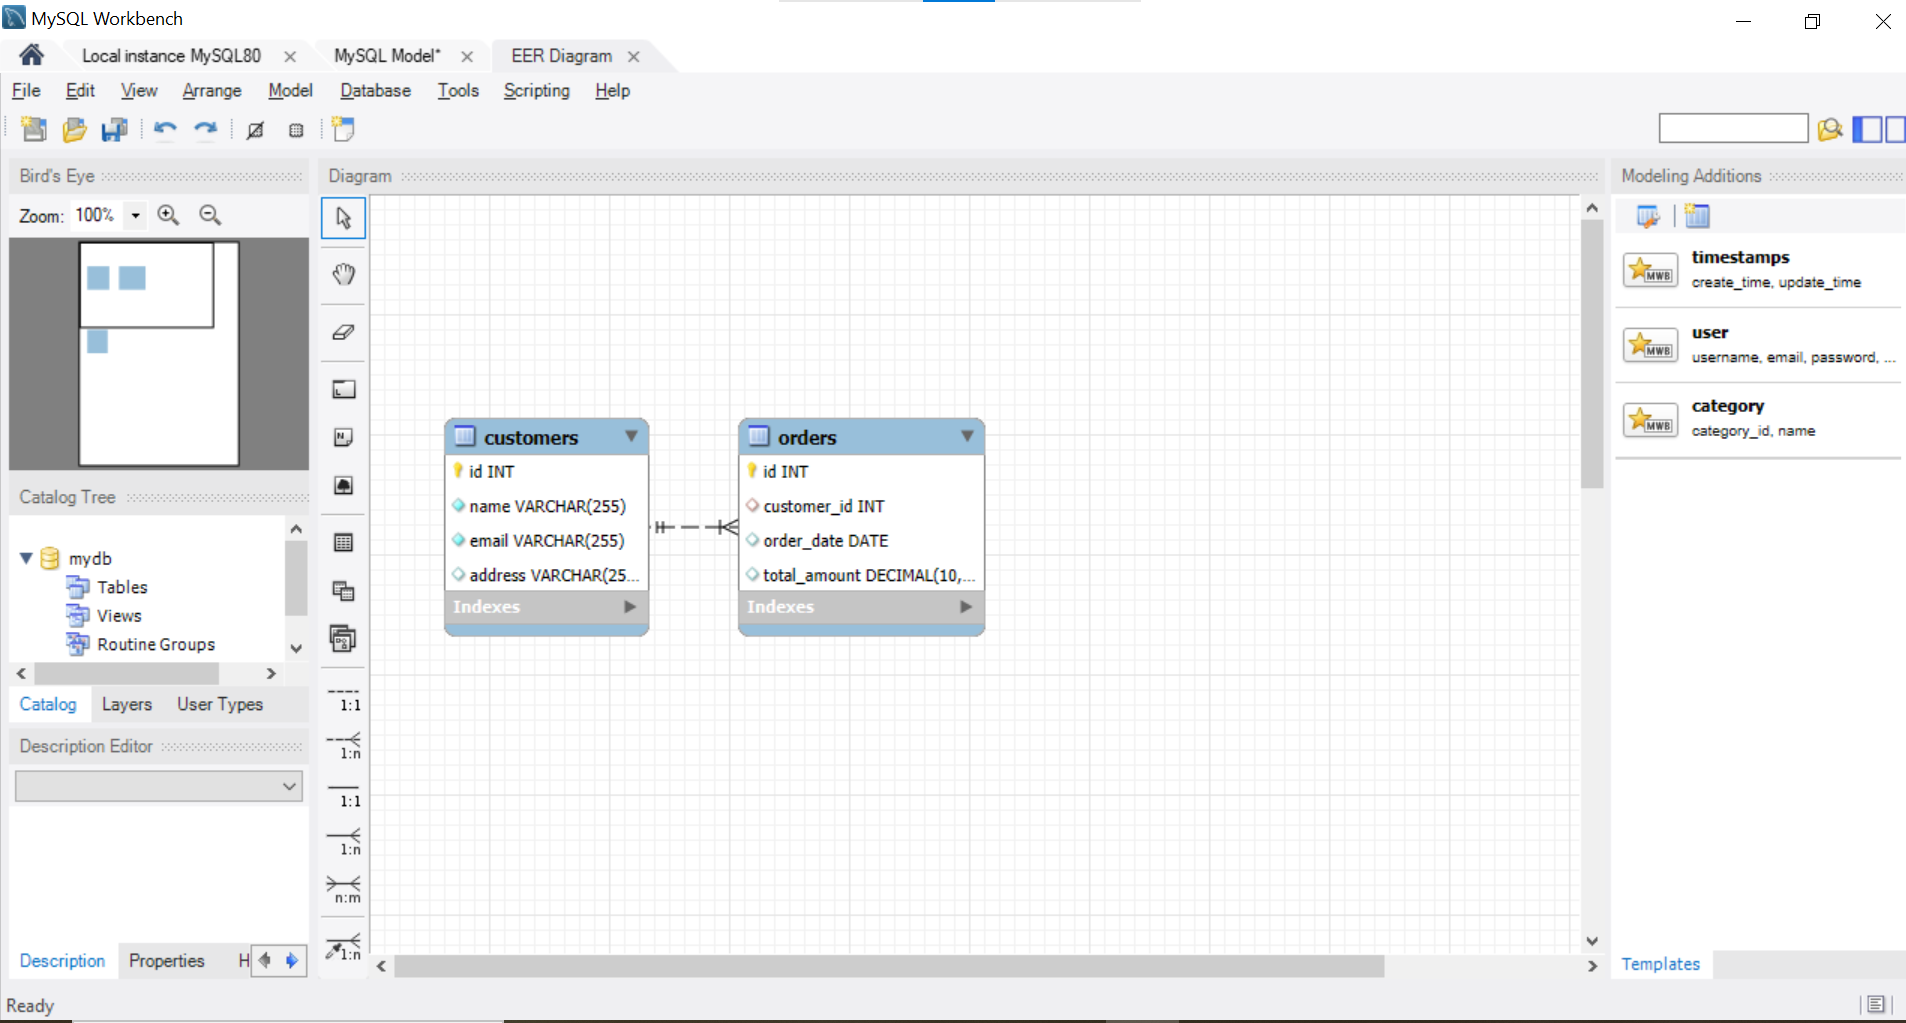 MySQL Workbench
Local instance MySQL80
MySQL Model*
EER Diagram
File Edit View Arrange Model Database Tools Scripting Help
Bird's Eye
Zoom: 100%
Catalog Tree
mydb
Tables
Views
Routine Groups
Catalog Layers User Types
Description Editor
Description Properties H
Ready
Diagram
1:1
1:n
1:1
1:n
n:m
1:n
customers
id INT
name VARCHAR(255)
email VARCHAR(255)
address VARCHAR(25...
Indexes
orders
id INT
customer_id INT
order_date DATE
total_amount DECIMAL(10,...
Indexes
Modeling Additions
MWB
timestamps
create_time, update_time
MWB
user
username, email, password, ...
MWB
category
category_id, name
Templates